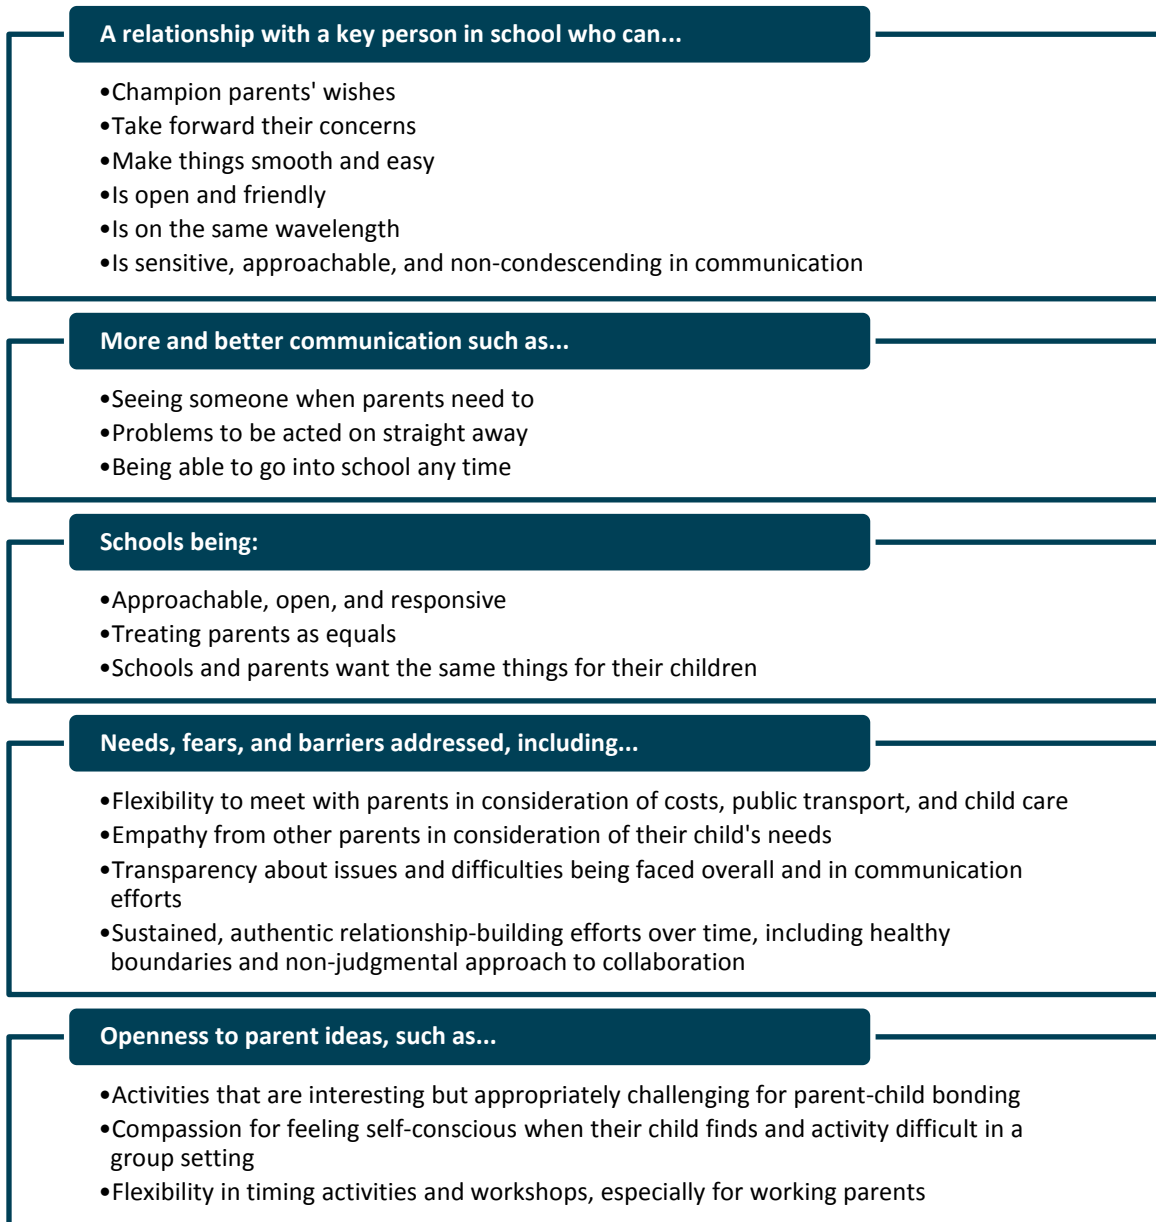 A relationship with a key person in school who can...
•Champion parents' wishes
•Take forward their concerns
•Make things smooth and easy
•Is open and friendly
•Is on the same wavelength
•Is sensitive, approachable, and non-condescending in communication
More and better communication such as...
•Seeing someone when parents need to
•Problems to be acted on straight away
•Being able to go into school any time
Schools being:
•Approachable, open, and responsive
•Treating parents as equals
•Schools and parents want the same things for their children
Needs, fears, and barriers addressed, including...
•Flexibility to meet with parents in consideration of costs, public transport, and child care
•Empathy from other parents in consideration of their child's needs
•Transparency about issues and difficulties being faced overall and in communication
efforts
•Sustained, authentic relationship-building efforts over time, including healthy
boundaries and non-judgmental approach to collaboration
Openness to parent ideas, such as...
•Activities that are interesting but appropriately challenging for parent-child bonding
•Compassion for feeling self-conscious when their child finds and activity difficult in a
group setting
•Flexibility in timing activities and workshops, especially for working parents